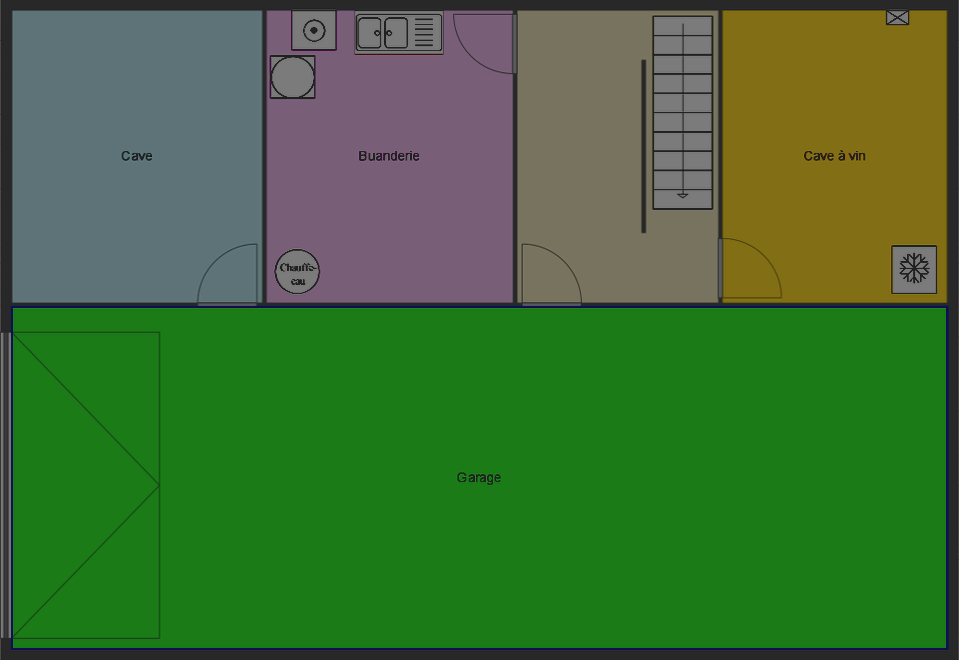 Cave
Buanderie
Cave à vin
Chauffe-
eau
Garage